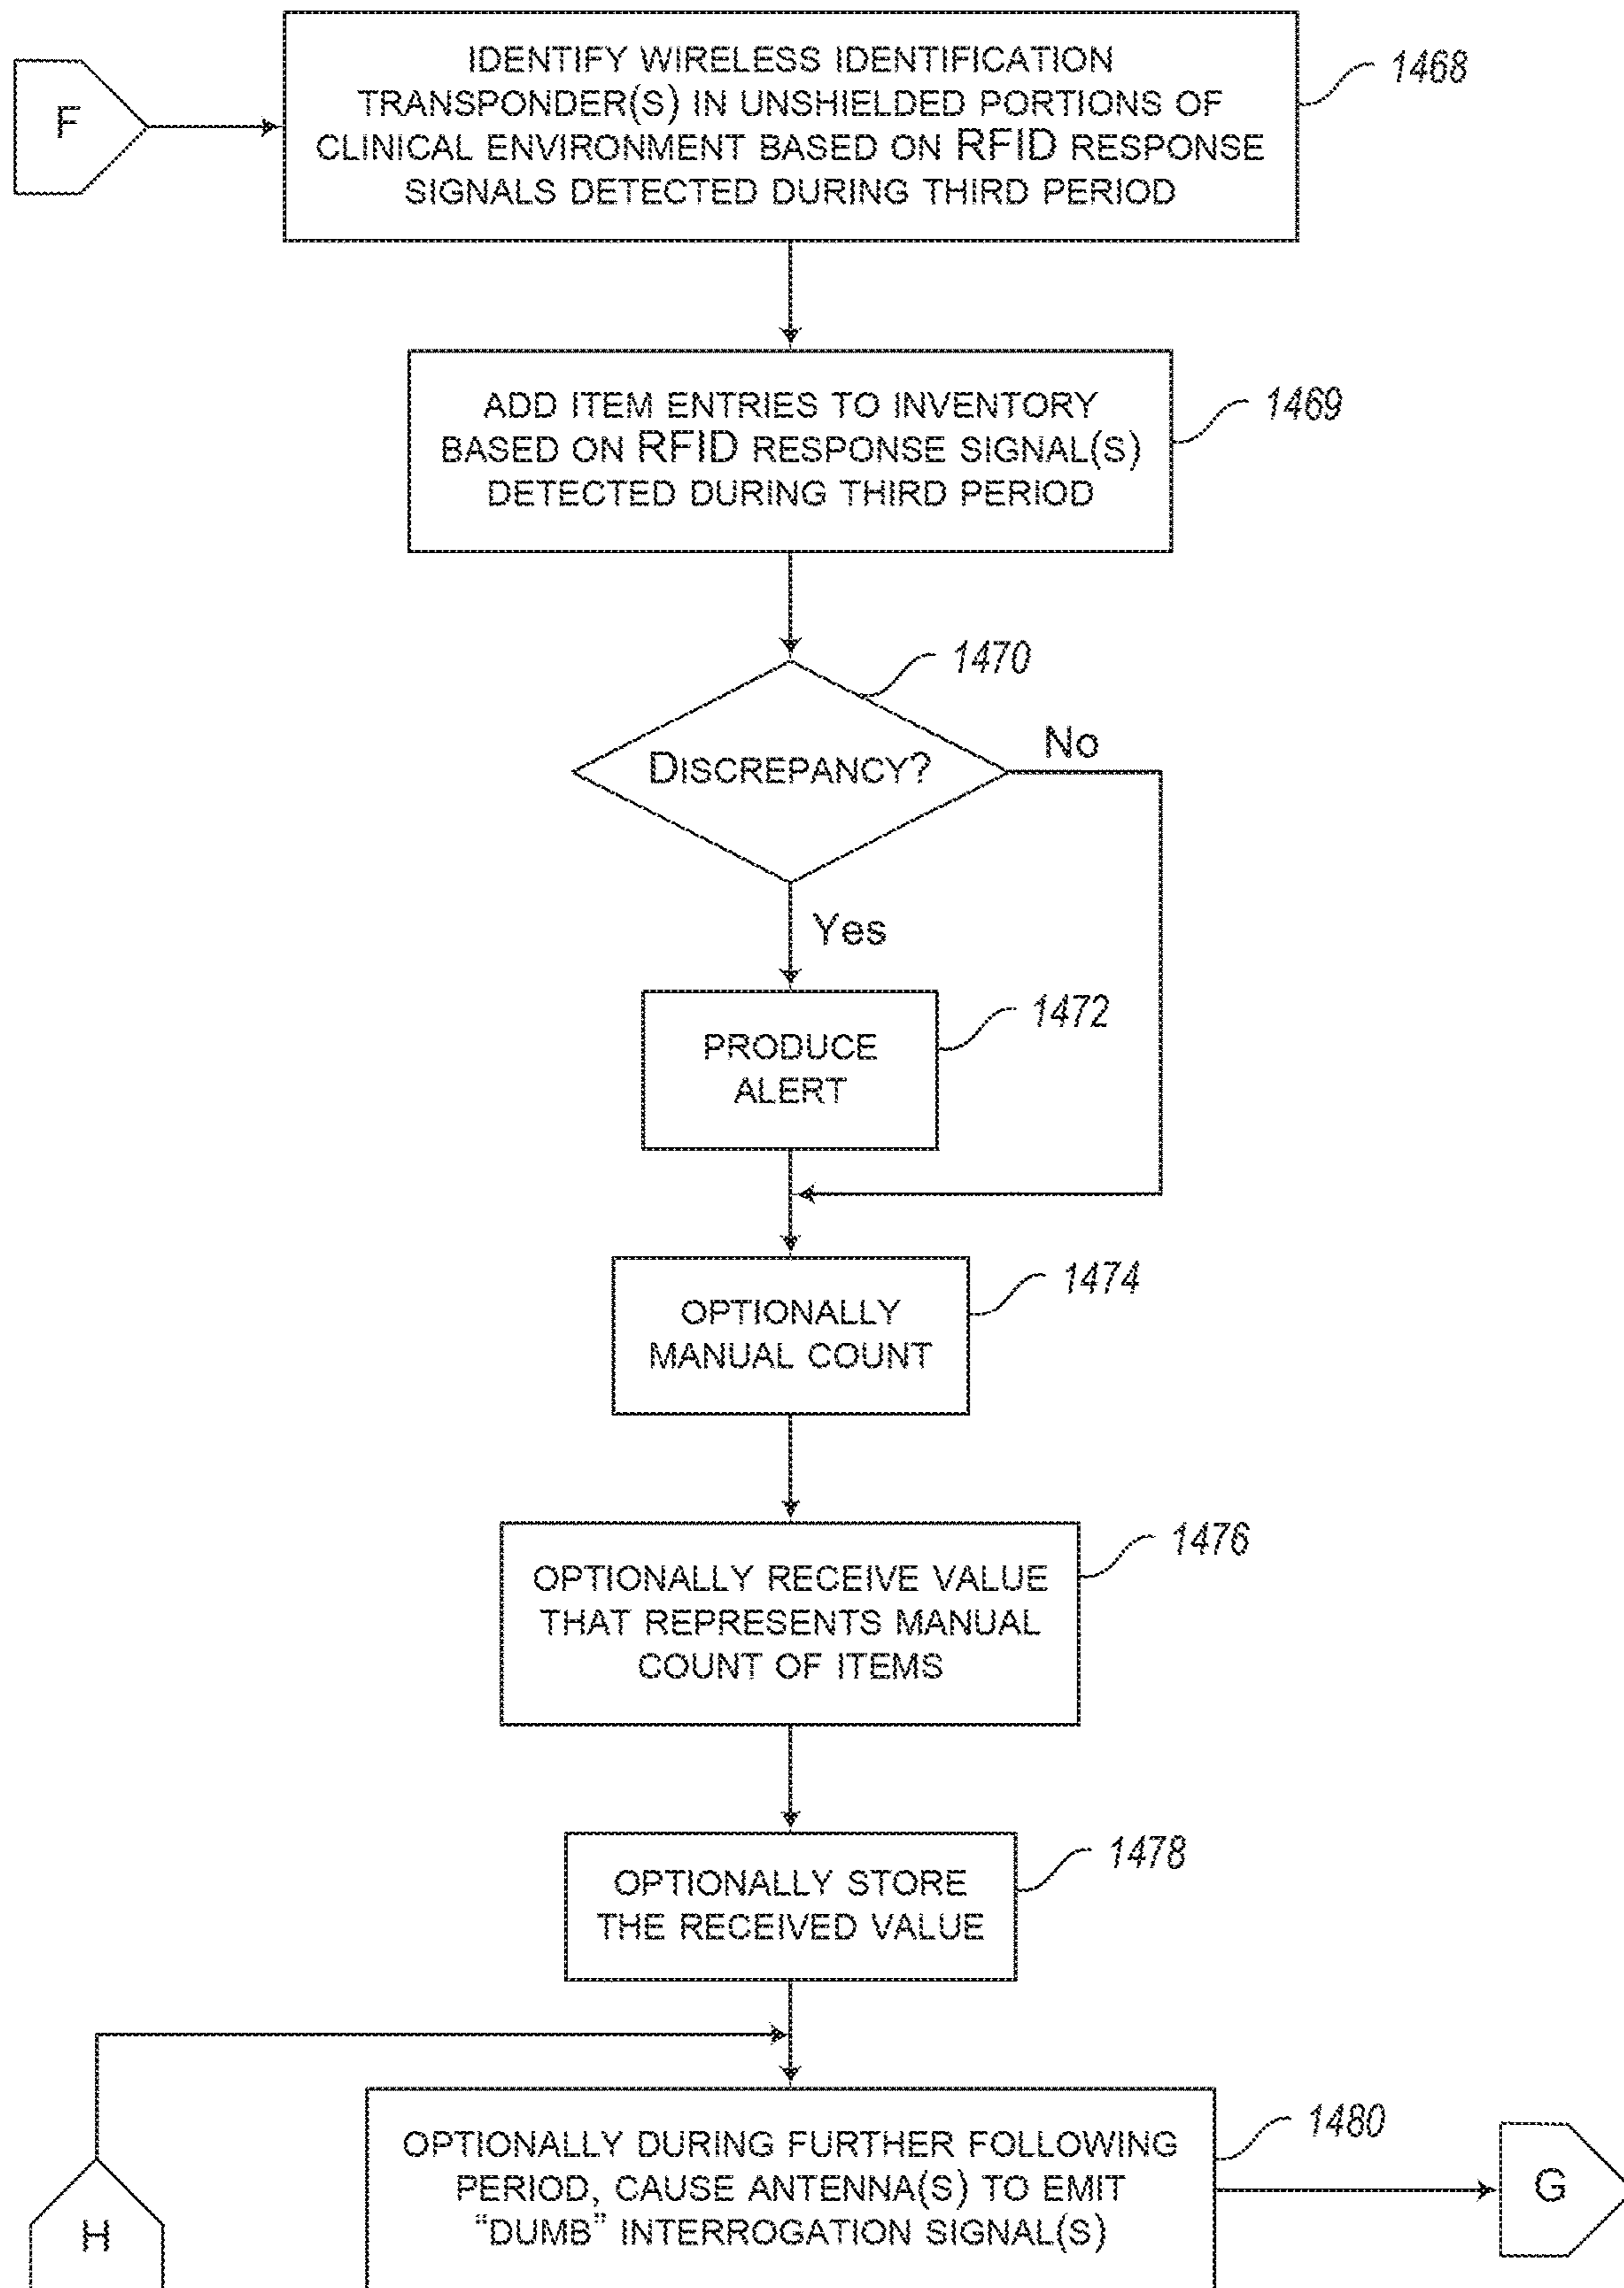 F
IDENTIFY WIRELESS IDENTIFICATION
TRANSPONDER(S) IN UNSHIELDED PORTIONS OF
CLINICAL ENVIRONMENT BASED ON RFID RESPONSE
SIGNALS DETECTED DURING THIRD PERIOD
1468
ADD ITEM ENTRIES TO INVENTORY
BASED ON RFID RESPONSE SIGNAL(S)
DETECTED DURING THIRD PERIOD
1469
1470
DISCREPANCY?
No
Yes
PRODUCE
ALERT
1472
OPTIONALLY
MANUAL COUNT
1474
OPTIONALLY RECEIVE VALUE
THAT REPRESENTS MANUAL
COUNT OF ITEMS
1476
OPTIONALLY STORE
THE RECEIVED VALUE
1478
H
OPTIONALLY DURING FURTHER FOLLOWING
PERIOD, CAUSE ANTENNA(S) TO EMIT
“DUMB” INTERROGATION SIGNAL(S)
1480
G